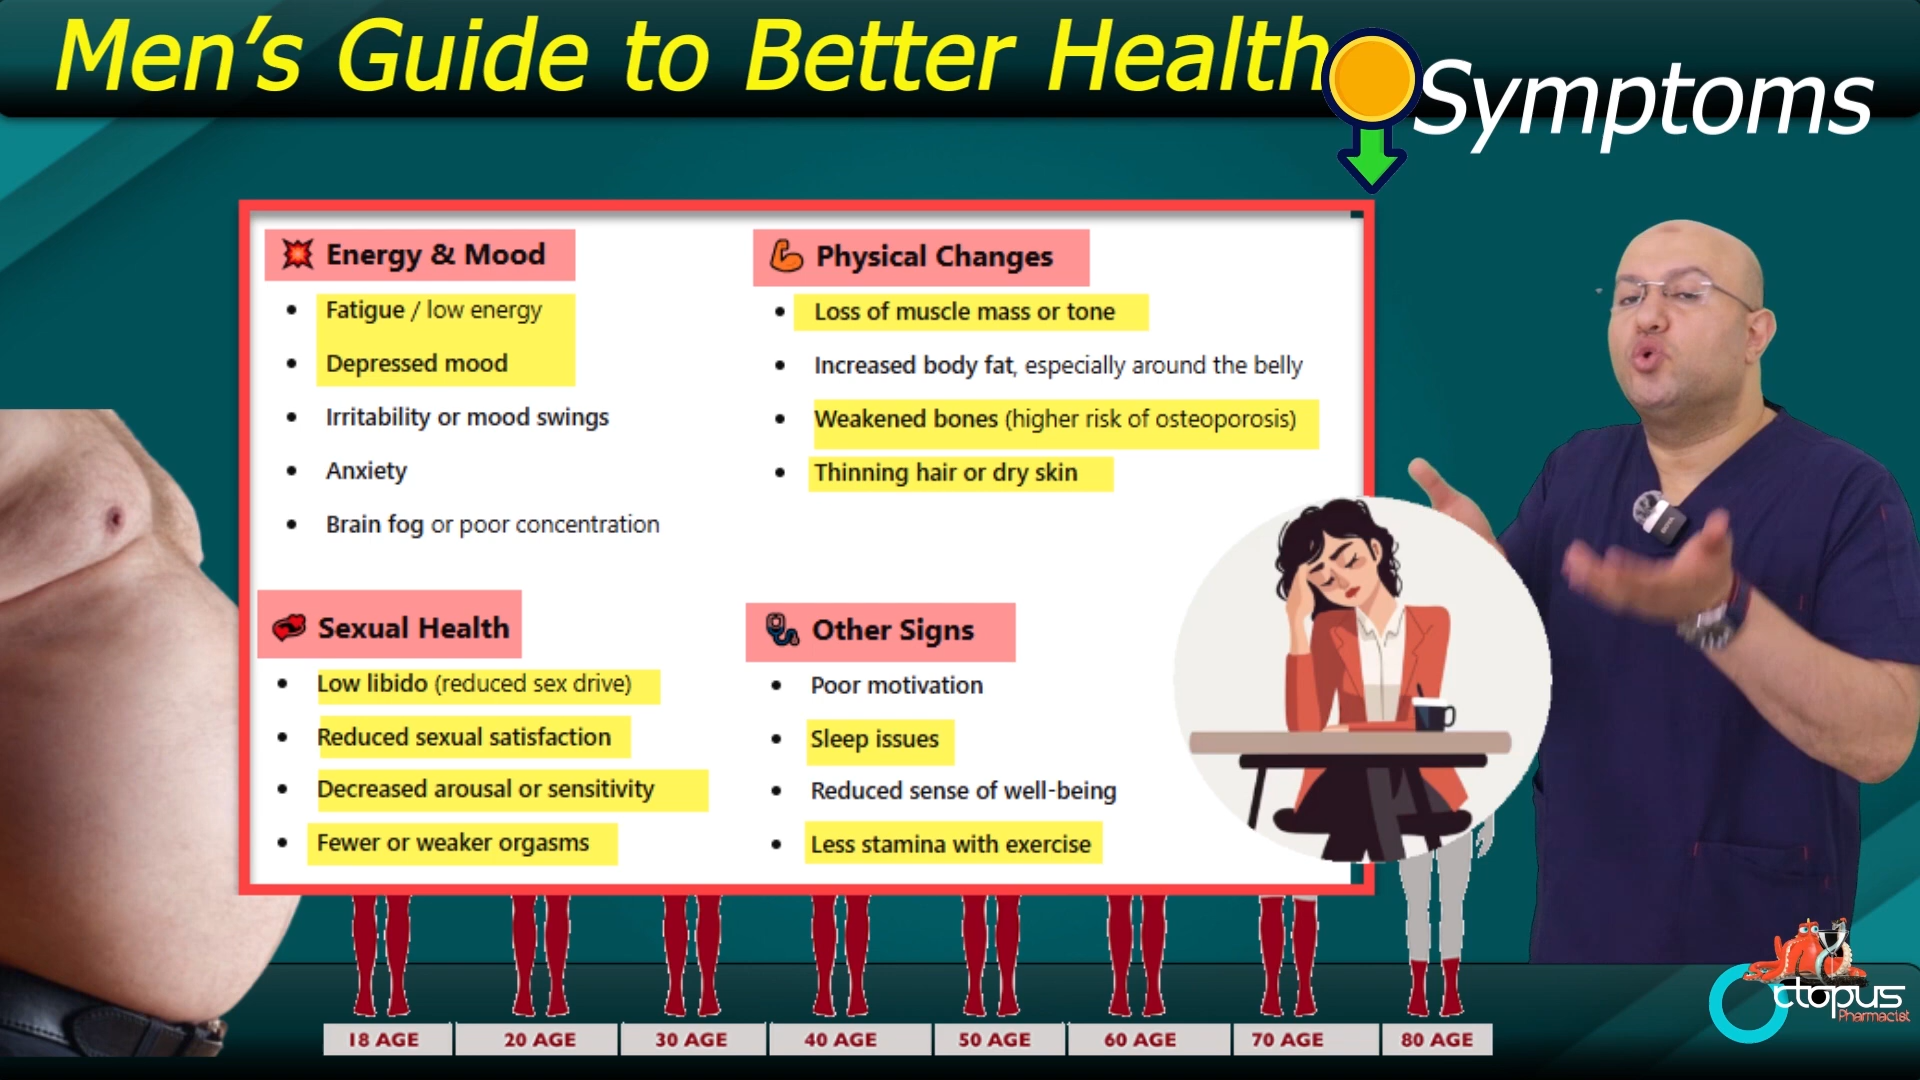 Men's Guide to Better Health
Symptoms
Energy & Mood
Fatigue / low energy
Depressed mood
Irritability or mood swings
Anxiety
Brain fog or poor concentration
Physical Changes
Loss of muscle mass or tone
Increased body fat, especially around the belly
Weakened bones (higher risk of osteoporosis)
Thinning hair or dry skin
Sexual Health
Low libido (reduced sex drive)
Reduced sexual satisfaction
Decreased arousal or sensitivity
Fewer or weaker orgasms
Other Signs
Poor motivation
Sleep issues
Reduced sense of well-being
Less stamina with exercise
18 AGE
20 AGE
30 AGE
40 AGE
50 AGE
60 AGE
70 AGE
80 AGE
Octopus
Pharmacist